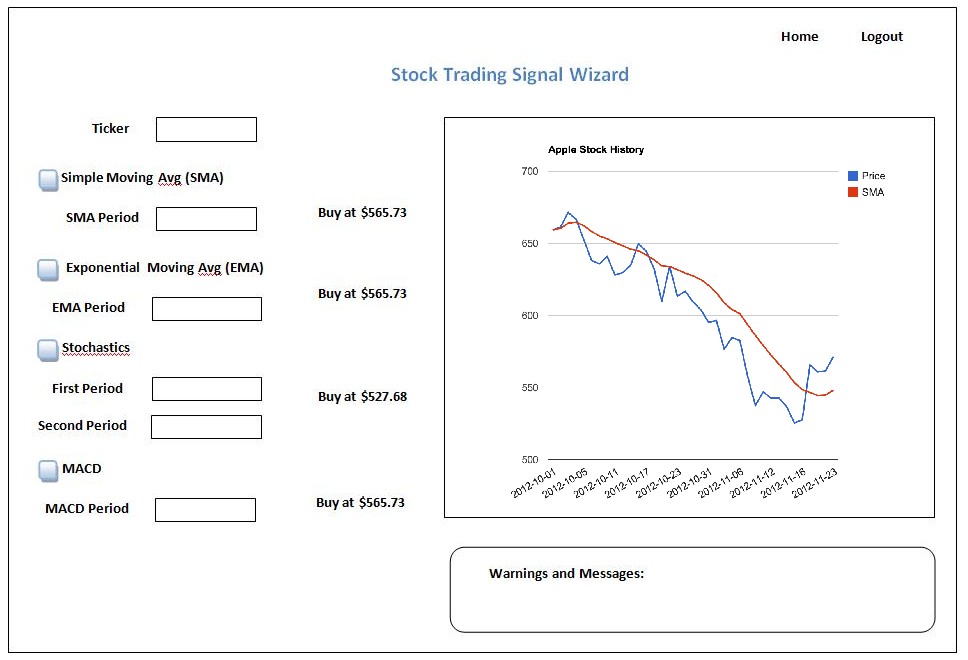 Home Logout
Stock Trading Signal Wizard
Ticker
Simple Moving Avg (SMA)
SMA Period
Buy at $565.73
Exponential Moving Avg (EMA)
EMA Period
Buy at $565.73
Stochastics
First Period
Second Period
Buy at $527.68
MACD
MACD Period
Buy at $565.73
Apple Stock History
700
650
600
550
500
Price
SMA
2012-10-01
2012-10-05
2012-10-11
2012-10-17
2012-10-23
2012-10-31
2012-11-06
2012-11-12
2012-11-16
2012-11-23
Warnings and Messages: